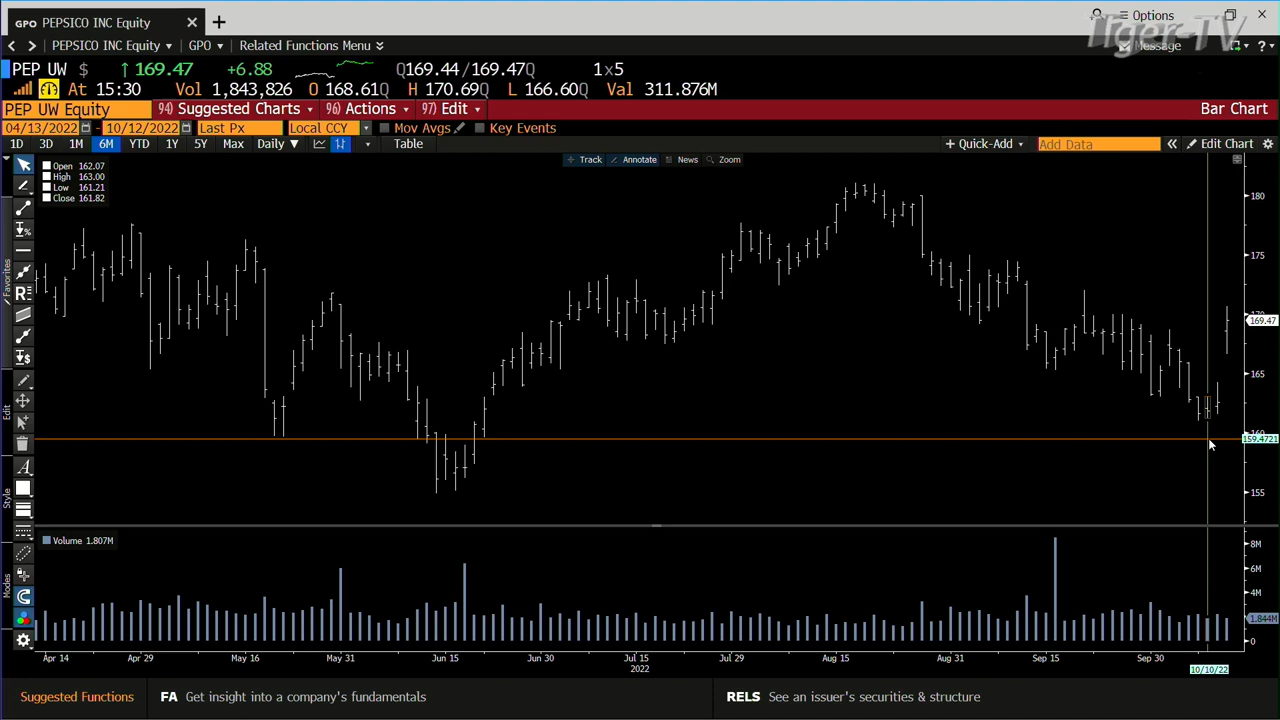 GPO PEPSICO INC Equity
Options
Tiger-TV
PEPSICO INC Equity GPO Related Functions Menu
Message
PEP UW $ ↑169.47 +6.88 Q169.44/169.47Q 1x5
At 15:30 Vol 1,843,826 O 168.61Q H 170.69Q L 166.60Q Val 311.876M
PEP UW Equity 94) Suggested Charts 96) Actions 97) Edit Bar Chart
04/13/2022 - 10/12/2022 Last Px Local CCY Mov Avgs Key Events
1D 3D 1M 6M YTD 1Y 5Y Max Daily ▼ Table + Quick-Add Add Data « Edit Chart
Track Annotate News Zoom
Open 162.07
High 163.00
Low 161.21
Close 161.82
Favorites
Edit
Style
Modes
180
175
170
169.47
165
160
159.4721
155
Volume 1.807M
8M
6M
4M
1.844M
0
Apr 14 Apr 29 May 16 May 31 Jun 15 Jun 30 Jul 15 Jul 29 Aug 15 Aug 31 Sep 15 Sep 30
2022 10/10/22
Suggested Functions FA Get insight into a company's fundamentals RELS See an issuer's securities & structure